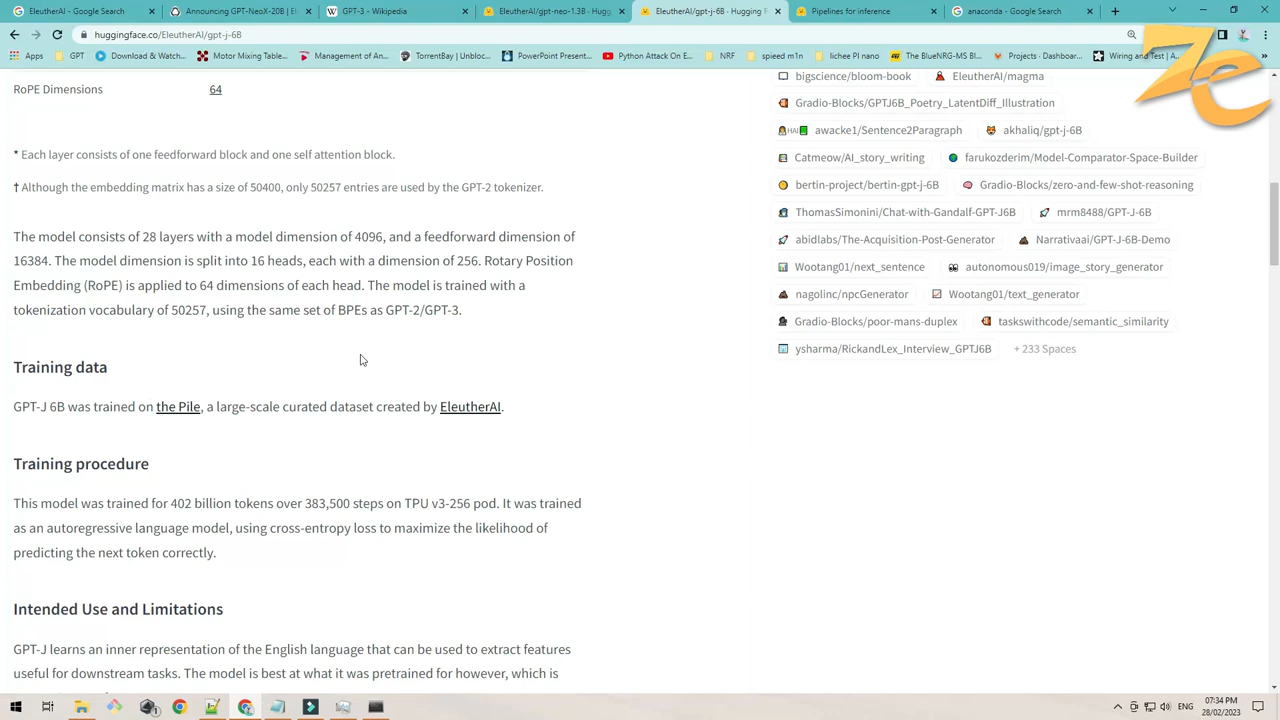 EleutherAI - Google Search
Training GPT-NeoX-20B | El
GPT-3 - Wikipedia
EleutherAI/gpt-neo-1.3B · Hugg
EleutherAI/gpt-j-6B · Hugging F
Pipelines for inference
anaconda - Google Search
huggingface.co/EleutherAI/gpt-j-6B
Apps
GPT
Download & Watch...
Motor Mixing Table...
Management of An...
TorrentBay | Unbloc...
PowerPoint Present...
Python Attack On E...
NRF
spieed m1n
lichee PI nano
The BlueNRG-MS Bl...
Projects · Dashboar...
Wiring and Test | A...
ZC
RoPE Dimensions 64
* Each layer consists of one feedforward block and one self attention block.
† Although the embedding matrix has a size of 50400, only 50257 entries are used by the GPT-2 tokenizer.
The model consists of 28 layers with a model dimension of 4096, and a feedforward dimension of
16384. The model dimension is split into 16 heads, each with a dimension of 256. Rotary Position
Embedding (RoPE) is applied to 64 dimensions of each head. The model is trained with a
tokenization vocabulary of 50257, using the same set of BPEs as GPT-2/GPT-3.
Training data
GPT-J 6B was trained on the Pile, a large-scale curated dataset created by EleutherAI.
Training procedure
This model was trained for 402 billion tokens over 383,500 steps on TPU v3-256 pod. It was trained
as an autoregressive language model, using cross-entropy loss to maximize the likelihood of
predicting the next token correctly.
Intended Use and Limitations
GPT-J learns an inner representation of the English language that can be used to extract features
useful for downstream tasks. The model is best at what it was pretrained for however, which is
bigscience/bloom-book
EleutherAI/magma
Gradio-Blocks/GPTJ6B_Poetry_LatentDiff_Illustration
awacke1/Sentence2Paragraph
akhaliq/gpt-j-6B
Catmeow/AI_story_writing
farukozderim/Model-Comparator-Space-Builder
bertin-project/bertin-gpt-j-6B
Gradio-Blocks/zero-and-few-shot-reasoning
ThomasSimonini/Chat-with-Gandalf-GPT-J6B
mrm8488/GPT-J-6B
abidlabs/The-Acquisition-Post-Generator
Narrativaai/GPT-J-6B-Demo
Wootang01/next_sentence
autonomous019/image_story_generator
nagolinc/npcGenerator
Wootang01/text_generator
Gradio-Blocks/poor-mans-duplex
taskswithcode/semantic_similarity
ysharma/RickandLex_Interview_GPTJ6B
+ 233 Spaces
ENG
07:34 PM
28/02/2023